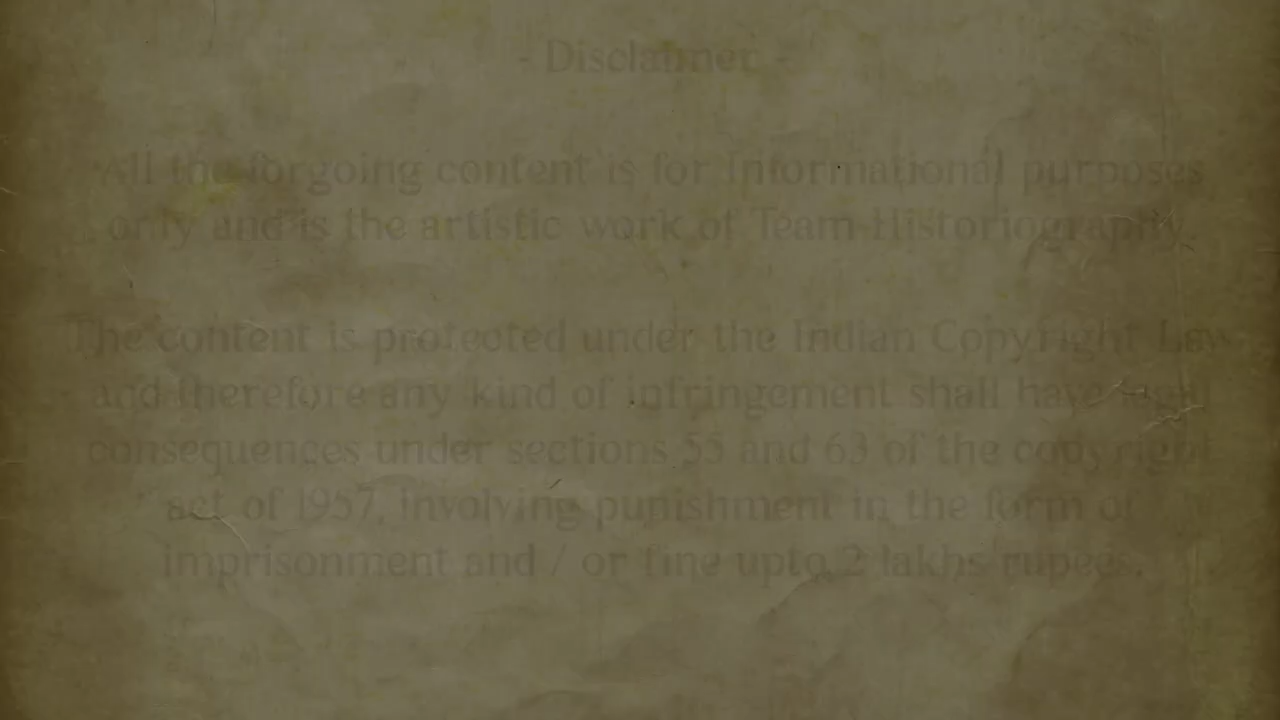 - Disclaimer -
All the forgoing content is for Informational purposes
only and is the artistic work of Team Historiography.
The content is protected under the Indian Copyright Law
and therefore any kind of infringement shall have legal
consequences under sections 55 and 63 of the copyright
act of 1957, involving punishment in the form of
imprisonment and / or fine upto 2 lakhs rupees.